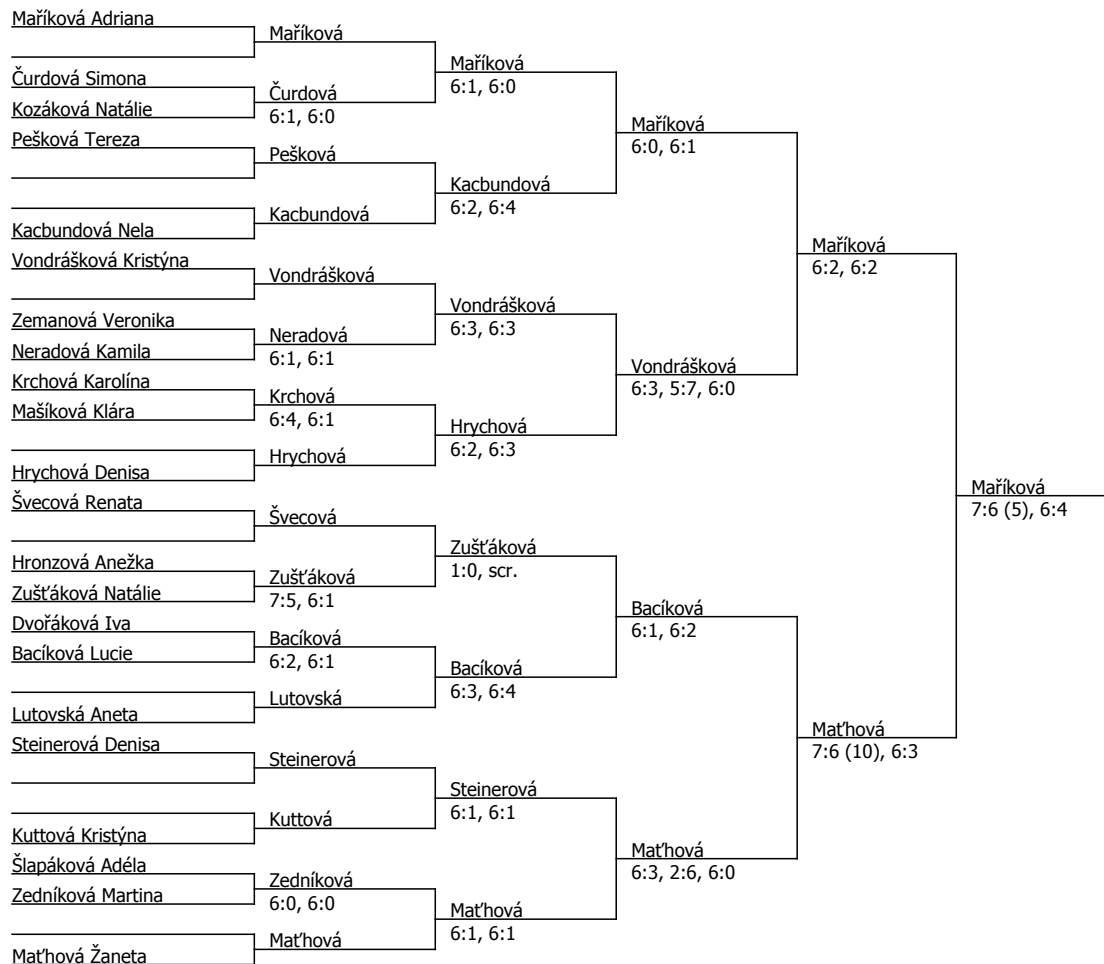 Maříková Adriana
Čurdová Simona
Kozáková Natálie
Pešková Tereza
Kacbundová Nela
Vondrášková Kristýna
Zemanová Veronika
Neradová Kamila
Krchová Karolína
Mašíková Klára
Hrychová Denisa
Švecová Renata
Hronzová Anežka
Zušťáková Natálie
Dvořáková Iva
Bacíková Lucie
Lutovská Aneta
Steinerová Denisa
Kuttová Kristýna
Šlapáková Adéla
Zedníková Martina
Maťhová Žaneta
Maříková
Čurdová
6:1, 6:0
Pešková
Kacbundová
Vondrášková
Neradová
6:1, 6:1
Krchová
6:4, 6:1
Hrychová
Švecová
Zušťáková
7:5, 6:1
Bacíková
6:2, 6:1
Lutovská
Steinerová
Kuttová
Zedníková
6:0, 6:0
Maťhová
Maříková
6:1, 6:0
Kacbundová
6:2, 6:4
Vondrášková
6:3, 6:3
Hrychová
6:2, 6:3
Zušťáková
1:0, scr.
Bacíková
6:3, 6:4
Steinerová
6:1, 6:1
Maťhová
6:1, 6:1
Maříková
6:0, 6:1
Vondrášková
6:3, 5:7, 6:0
Bacíková
6:1, 6:2
Maťhová
6:3, 2:6, 6:0
Maříková
6:2, 6:2
Maťhová
7:6 (10), 6:3
Maříková
7:6 (5), 6:4